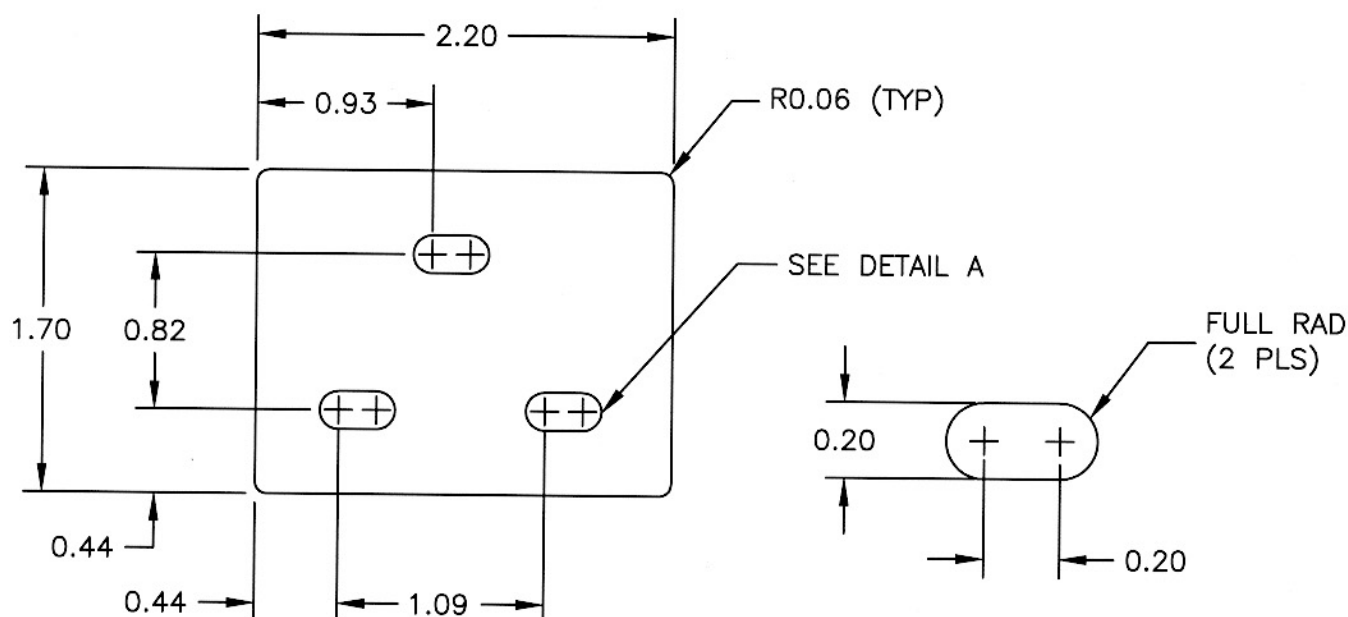 2.20
0.93
R0.06 (TYP)
SEE DETAIL A
1.70
0.82
FULL RAD
(2 PLS)
0.20
0.44
0.20
0.44
1.09